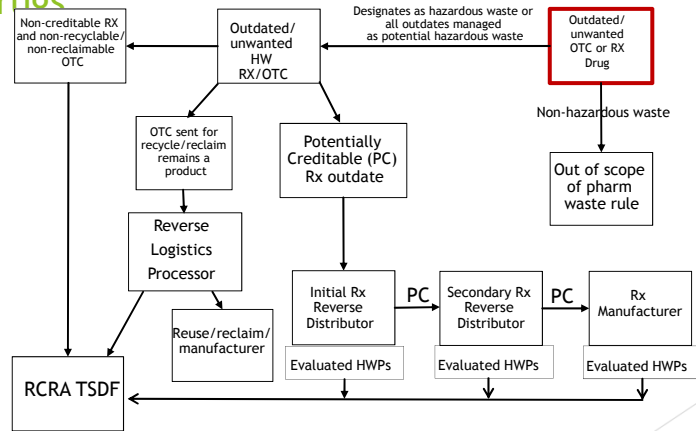 Non-creditable RX
and non-recyclable/
non-reclaimable
OTC
Outdated/
unwanted
HW
RX/OTC
Designates as hazardous waste or
all outdates managed
as potential hazardous waste
Outdated/
unwanted
OTC or RX
Drug
Non-hazardous waste
OTC sent for
recycle/reclaim
remains a
product
Potentially
Creditable (PC)
Rx outdate
Out of scope
of pharm
waste rule
Reverse
Logistics
Processor
Initial Rx
Reverse
Distributor
PC
Secondary Rx
Reverse
Distributor
PC
Rx
Manufacturer
Reuse/reclaim/
manufacturer
Evaluated HWPs
Evaluated HWPs
Evaluated HWPs
RCRA TSDF